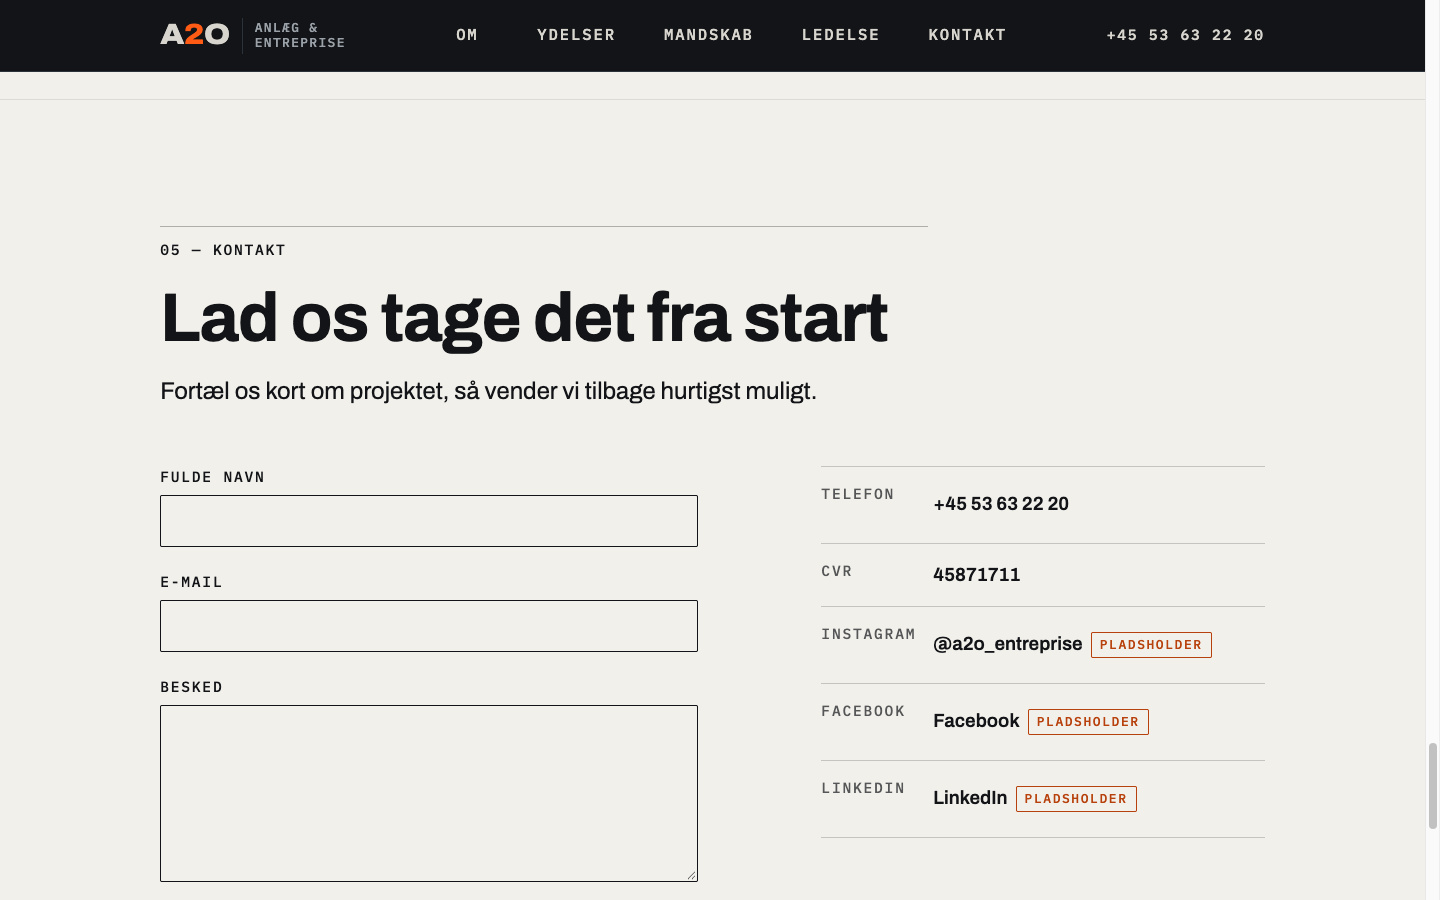 A2O
ANLÆG &
ENTREPRISE
OM
YDELSER
MANDSKAB
LEDELSE
KONTAKT
+45 53 63 22 20
05 — KONTAKT
Lad os tage det fra start
Fortæl os kort om projektet, så vender vi tilbage hurtigst muligt.
FULDE NAVN
E-MAIL
BESKED
TELEFON
+45 53 63 22 20
CVR
45871711
INSTAGRAM
@a2o_entreprise PLADSHOLDER
FACEBOOK
Facebook PLADSHOLDER
LINKEDIN
LinkedIn PLADSHOLDER